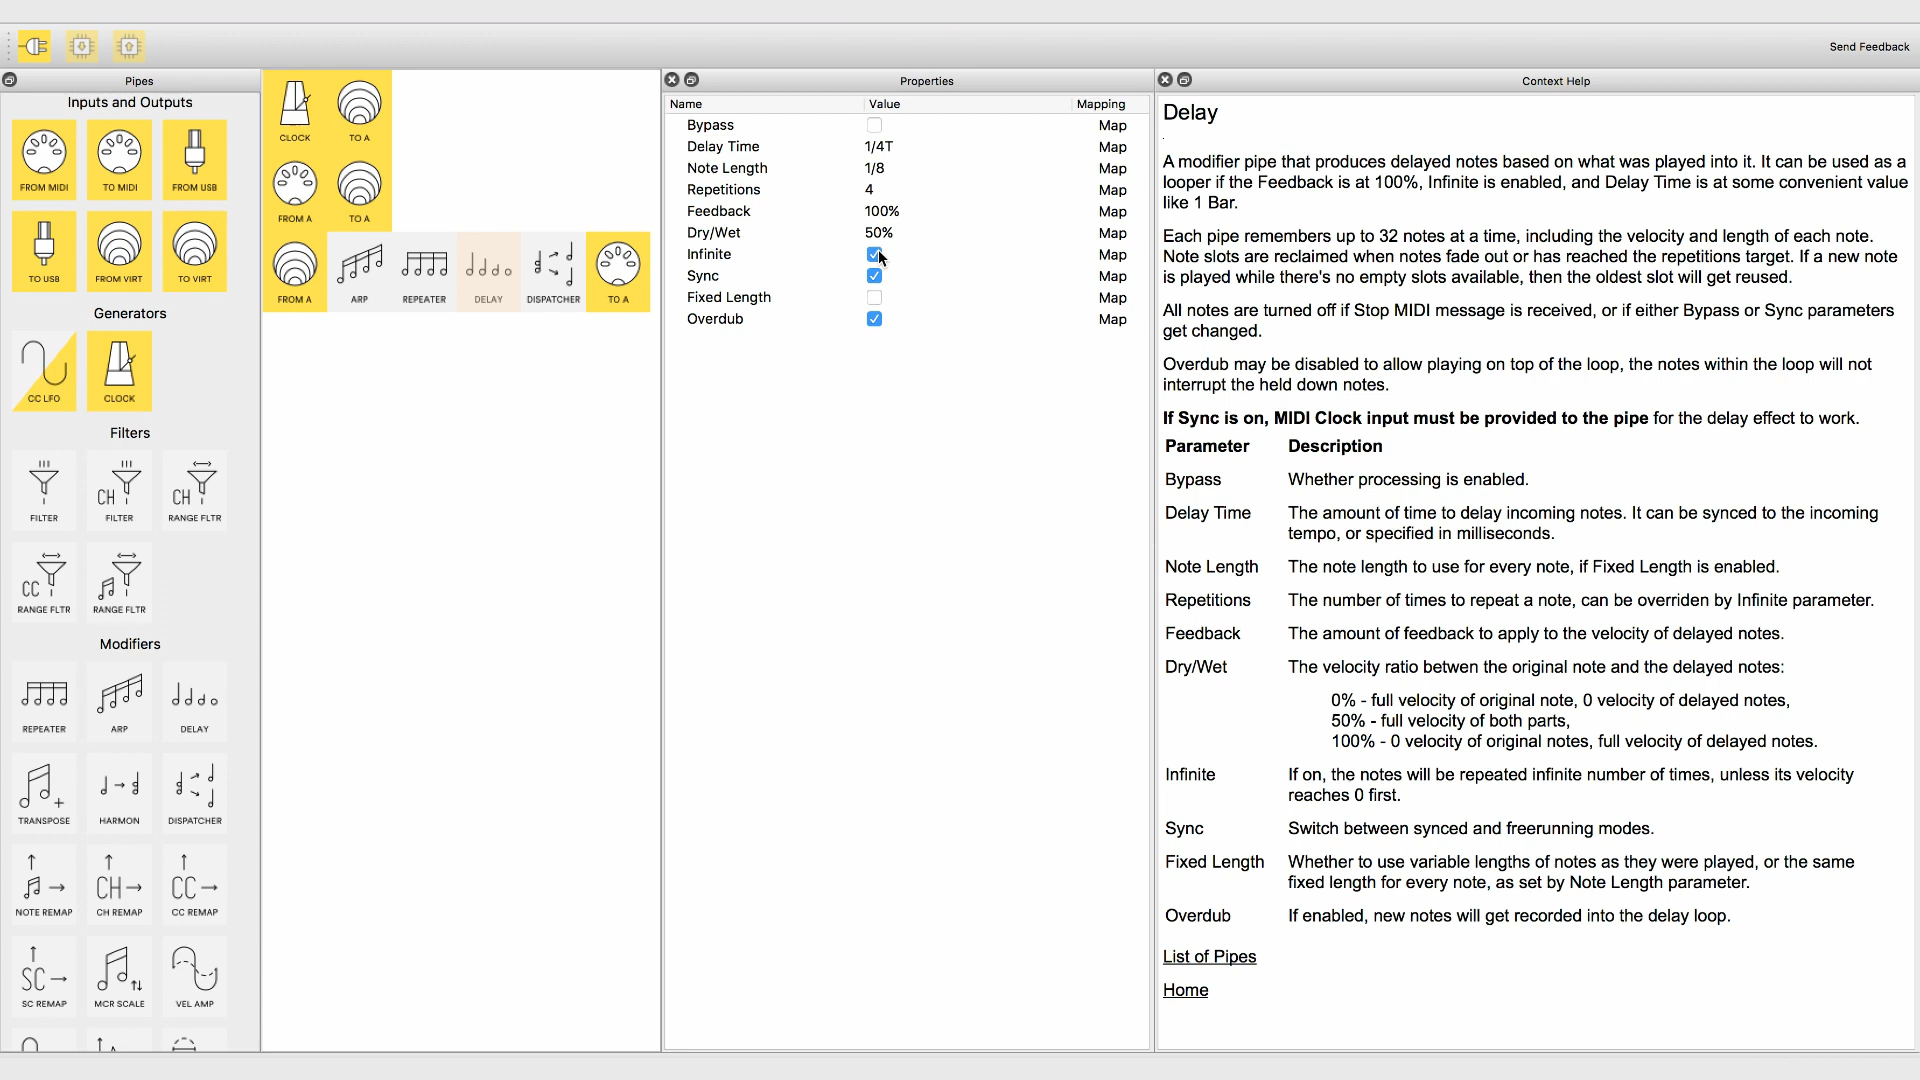 Send Feedback
Pipes
Inputs and Outputs
FROM MIDI
TO MIDI
FROM USB
TO USB
FROM VIRT
TO VIRT
Generators
CC LFO
CLOCK
Filters
FILTER
CH
FILTER
CH
RANGE FLTR
CC
RANGE FLTR
RANGE FLTR
Modifiers
REPEATER
ARP
DELAY
TRANSPOSE
HARMON
DISPATCHER
NOTE REMAP
CH
CH REMAP
CC
CC REMAP
SC
SC REMAP
MCR SCALE
VEL AMP
CLOCK
TO A
FROM A
TO A
FROM A
ARP
REPEATER
DELAY
DISPATCHER
TO A
Properties
Name Value Mapping
Bypass Map
Delay Time 1/4T Map
Note Length 1/8 Map
Repetitions 4 Map
Feedback 100% Map
Dry/Wet 50% Map
Infinite Map
Sync Map
Fixed Length Map
Overdub Map
Context Help
Delay
.
A modifier pipe that produces delayed notes based on what was played into it. It can be used as a
looper if the Feedback is at 100%, Infinite is enabled, and Delay Time is at some convenient value
like 1 Bar.
Each pipe remembers up to 32 notes at a time, including the velocity and length of each note.
Note slots are reclaimed when notes fade out or has reached the repetitions target. If a new note
is played while there's no empty slots available, then the oldest slot will get reused.
All notes are turned off if Stop MIDI message is received, or if either Bypass or Sync parameters
get changed.
Overdub may be disabled to allow playing on top of the loop, the notes within the loop will not
interrupt the held down notes.
If Sync is on, MIDI Clock input must be provided to the pipe for the delay effect to work.
Parameter Description
Bypass Whether processing is enabled.
Delay Time The amount of time to delay incoming notes. It can be synced to the incoming
tempo, or specified in milliseconds.
Note Length The note length to use for every note, if Fixed Length is enabled.
Repetitions The number of times to repeat a note, can be overriden by Infinite parameter.
Feedback The amount of feedback to apply to the velocity of delayed notes.
Dry/Wet The velocity ratio betwen the original note and the delayed notes:
0% - full velocity of original note, 0 velocity of delayed notes,
50% - full velocity of both parts,
100% - 0 velocity of original notes, full velocity of delayed notes.
Infinite If on, the notes will be repeated infinite number of times, unless its velocity
reaches 0 first.
Sync Switch between synced and freerunning modes.
Fixed Length Whether to use variable lengths of notes as they were played, or the same
fixed length for every note, as set by Note Length parameter.
Overdub If enabled, new notes will get recorded into the delay loop.
List of Pipes
Home